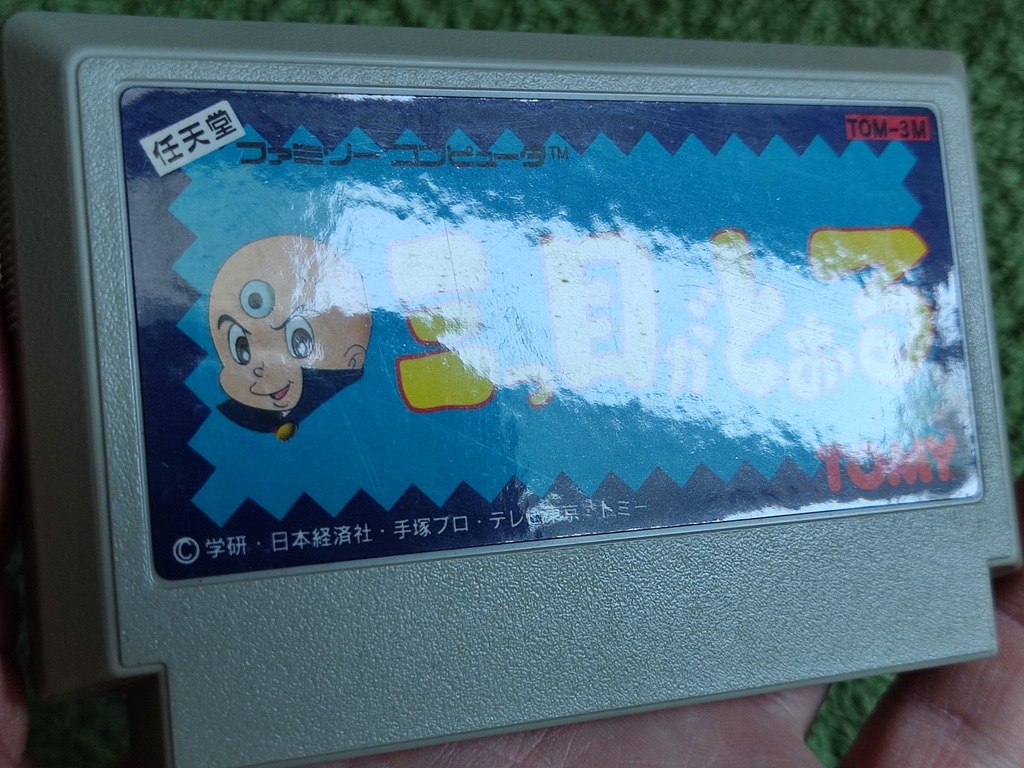 任天堂
ファミリー コンピュータ™
TOM-3M
三つ目がとおる
TOMY
©学研・日本経済社・手塚プロ・テレビ東京・トミー